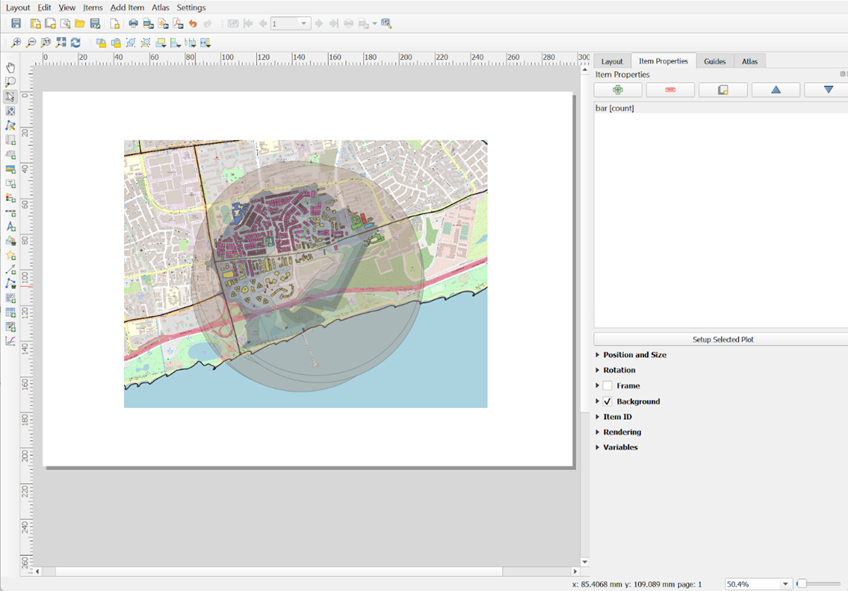 Layout Edit View Items Add Item Atlas Settings
1
0 20 40 60 80 100 120 140 160 180 200 220 240 260 280 300
0
20
40
60
80
100
120
140
160
180
200
220
240
260
Layout Item Properties Guides Atlas
Item Properties
bar [count]
Setup Selected Plot
Position and Size
Rotation
Frame
Background
Item ID
Rendering
Variables
x: 85.4068 mm y: 109.089 mm page: 1 50.4%